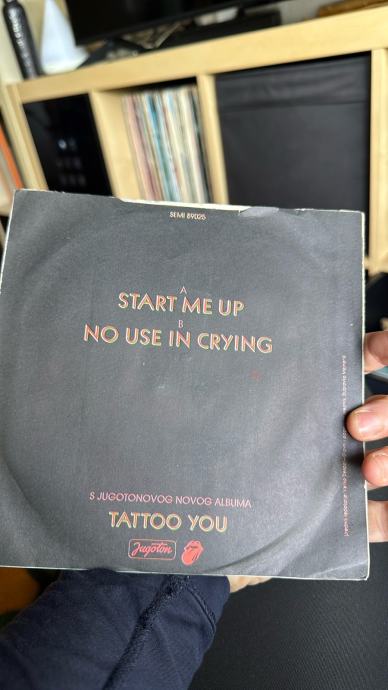 SEMI 89025
A
START ME UP
B
NO USE IN CRYING
S JUGOTONOVOG NOVOG ALBUMA
TATTOO YOU
Jugoton